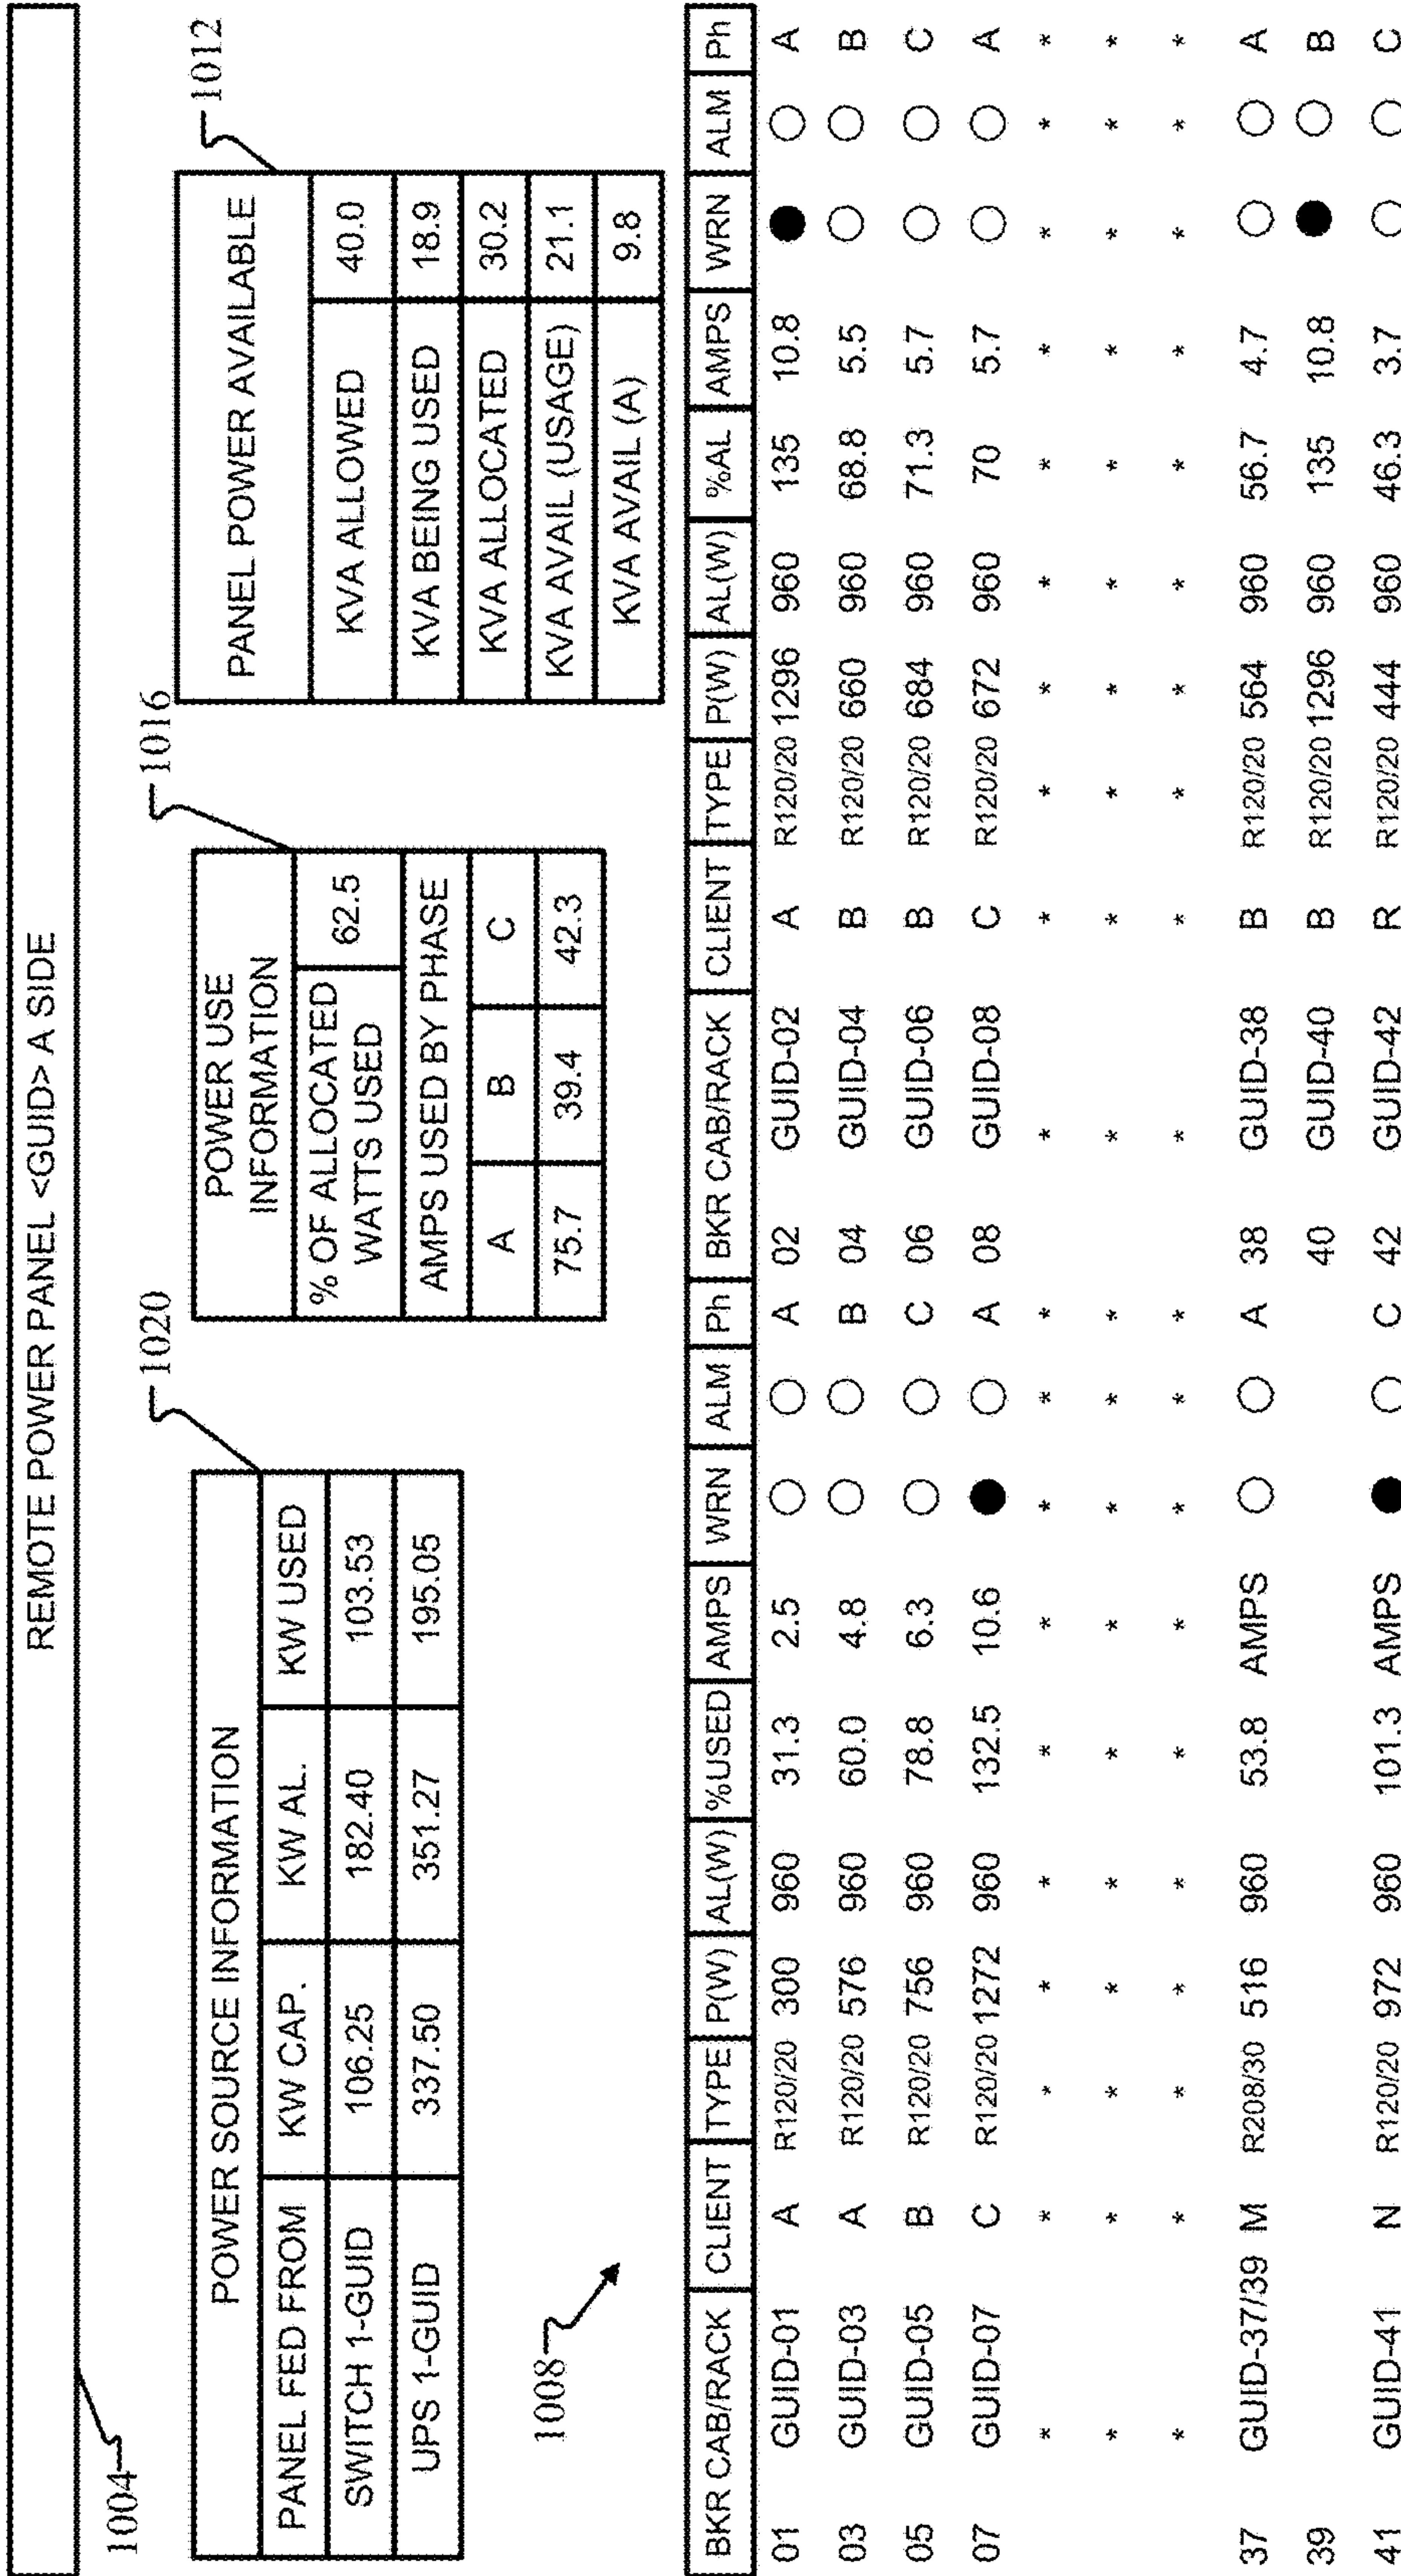 REMOTE POWER PANEL <GUID> A SIDE
1004
1020
1016
1012
POWER SOURCE INFORMATION
PANEL FED FROM KW CAP. KW AL. KW USED
SWITCH 1-GUID 106.25 182.40 103.53
UPS 1-GUID 337.50 351.27 195.05
POWER USE
INFORMATION
% OF ALLOCATED
WATTS USED
62.5
AMPS USED BY PHASE
A B C
75.7 39.4 42.3
PANEL POWER AVAILABLE
KVA ALLOWED 40.0
KVA BEING USED 18.9
KVA ALLOCATED 30.2
KVA AVAIL (USAGE) 21.1
KVA AVAIL (A) 9.8
1008
BKR CAB/RACK CLIENT TYPE P(W) AL(W) %USED AMPS WRN ALM Ph BKR CAB/RACK CLIENT TYPE P(W) AL(W) %AL AMPS WRN ALM Ph
01 GUID-01 A R120/20 300 960 31.3 2.5 A 02 GUID-02 A R120/20 1296 960 135 10.8 A
03 GUID-03 A R120/20 576 960 60.0 4.8 B 04 GUID-04 B R120/20 660 960 68.8 5.5 B
05 GUID-05 B R120/20 756 960 78.8 6.3 C 06 GUID-06 B R120/20 684 960 71.3 5.7 C
07 GUID-07 C R120/20 1272 960 132.5 10.6 A 08 GUID-08 C R120/20 672 960 70 5.7 A
* * * * * * * * * * * * * * * * * *
* * * * * * * * * * * * * * * * * *
* * * * * * * * * * * * * * * * * *
37 GUID-37/39 M R208/30 516 960 53.8 AMPS A 38 GUID-38 B R120/20 564 960 56.7 4.7 A
39 40 GUID-40 B R120/20 1296 960 135 10.8 B
41 GUID-41 N R120/20 972 960 101.3 AMPS C 42 GUID-42 R R120/20 444 960 46.3 3.7 C